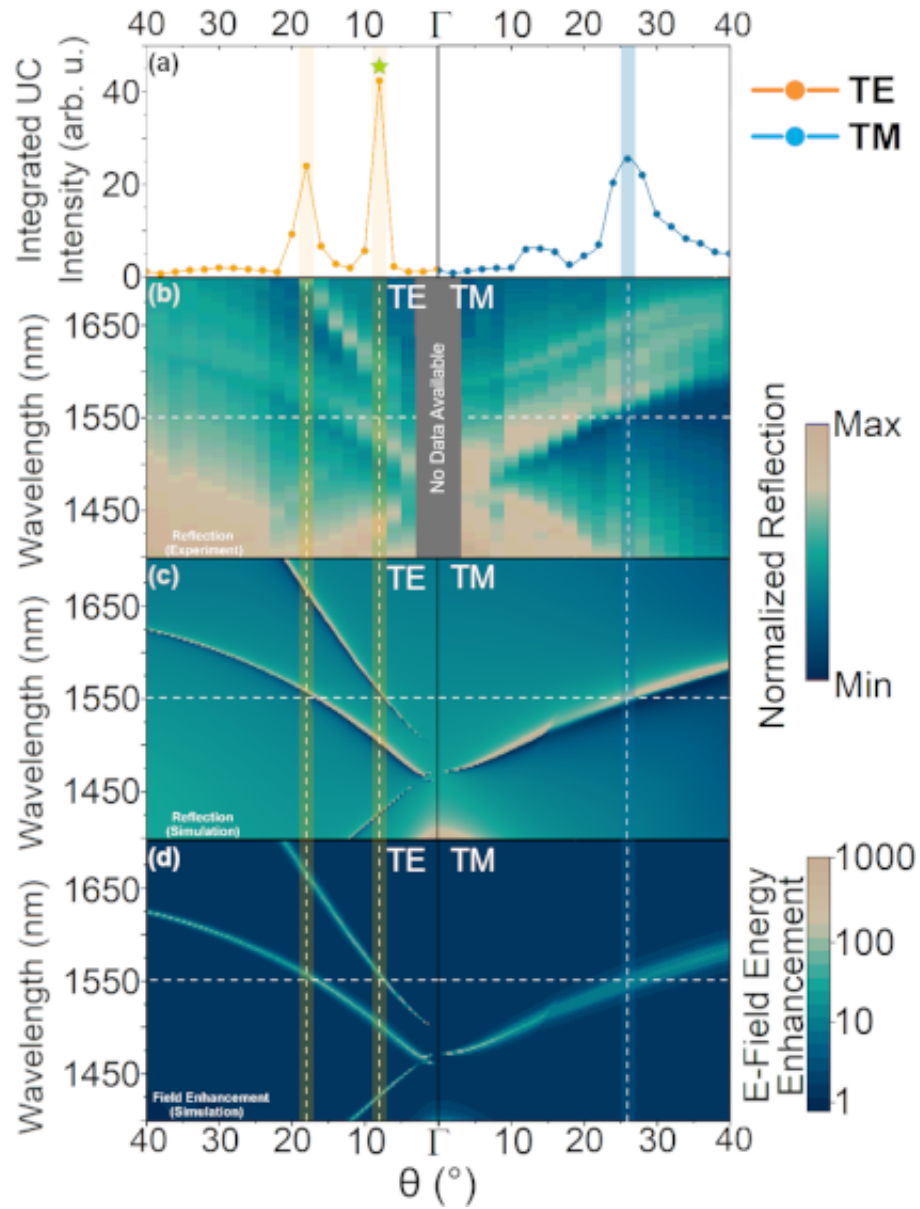 40 30 20 10 Γ 10 20 30 40
(a)
Integrated UC
Intensity (arb. u.)
40
20
0
TE
TM
(b)
TE TM
Wavelength (nm)
1650
1550
1450
No Data Available
Reflection
(Experiment)
(c)
TE TM
Wavelength (nm)
1650
1550
1450
Reflection
(Simulation)
Max
Min
Normalized Reflection
(d)
TE TM
Wavelength (nm)
1650
1550
1450
Field Enhancement
(Simulation)
1000
100
10
1
E-Field Energy
Enhancement
40 30 20 10 Γ 10 20 30 40
θ (°)